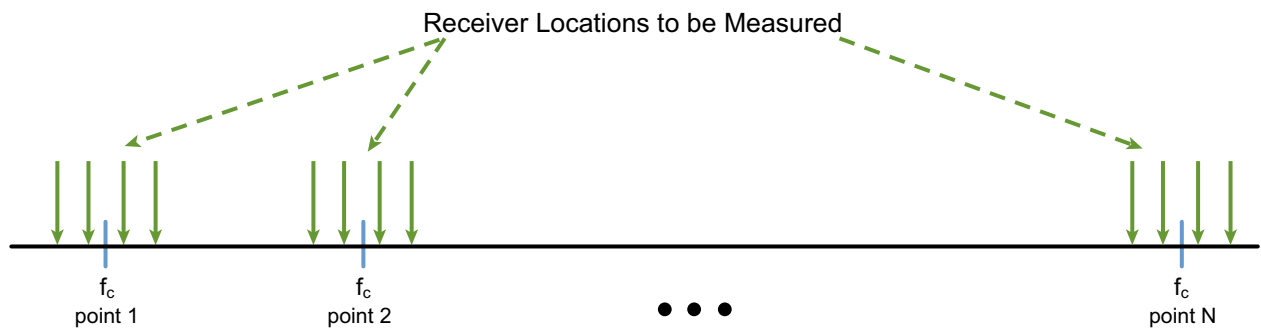 Receiver Locations to be Measured
fc
point 1
fc
point 2
• • •
fc
point N